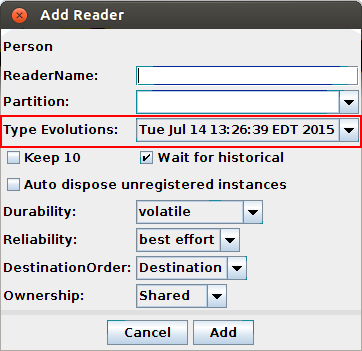 Add Reader
Person
ReaderName:
Partition:
Type Evolutions: Tue Jul 14 13:26:39 EDT 2015
Keep 10 Wait for historical
Auto dispose unregistered instances
Durability: volatile
Reliability: best effort
DestinationOrder: Destination
Ownership: Shared
Cancel Add